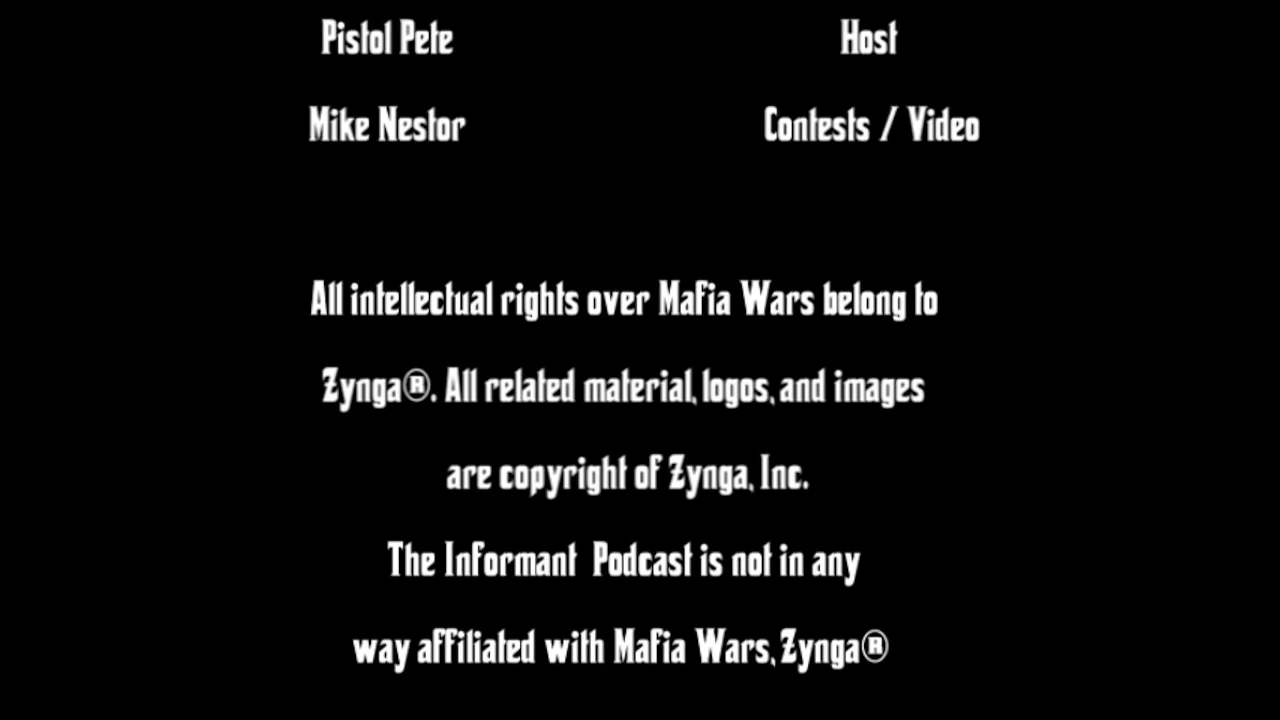 Pistol Pete Host
Mike Nestor Contests / Video
All intellectual rights over Mafia Wars belong to
Zynga®. All related material, logos, and images
are copyright of Zynga, Inc.
The Informant Podcast is not in any
way affiliated with Mafia Wars, Zynga®